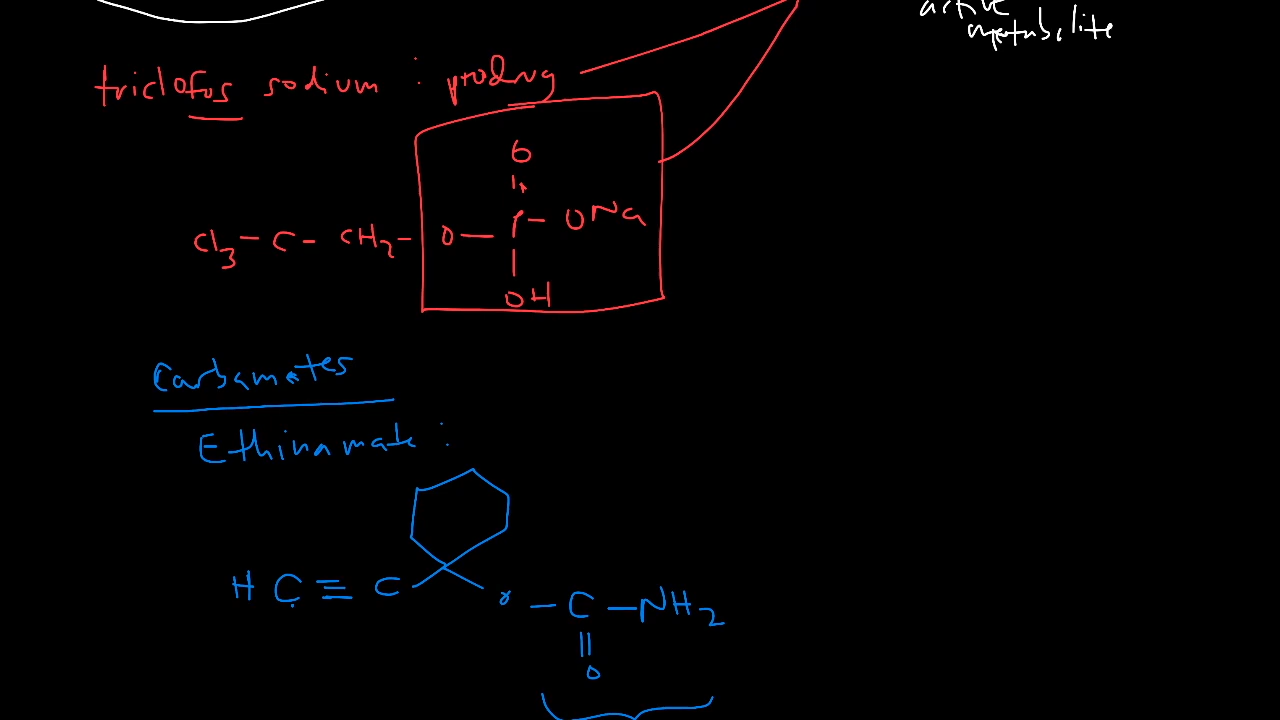 active
metabolite
triclofos sodium : prodrug
O
Cl3 - C - CH2 - O - P - ONa
OH
Carbamates
Ethinamate :
HC ≡ C
O - C - NH2
O